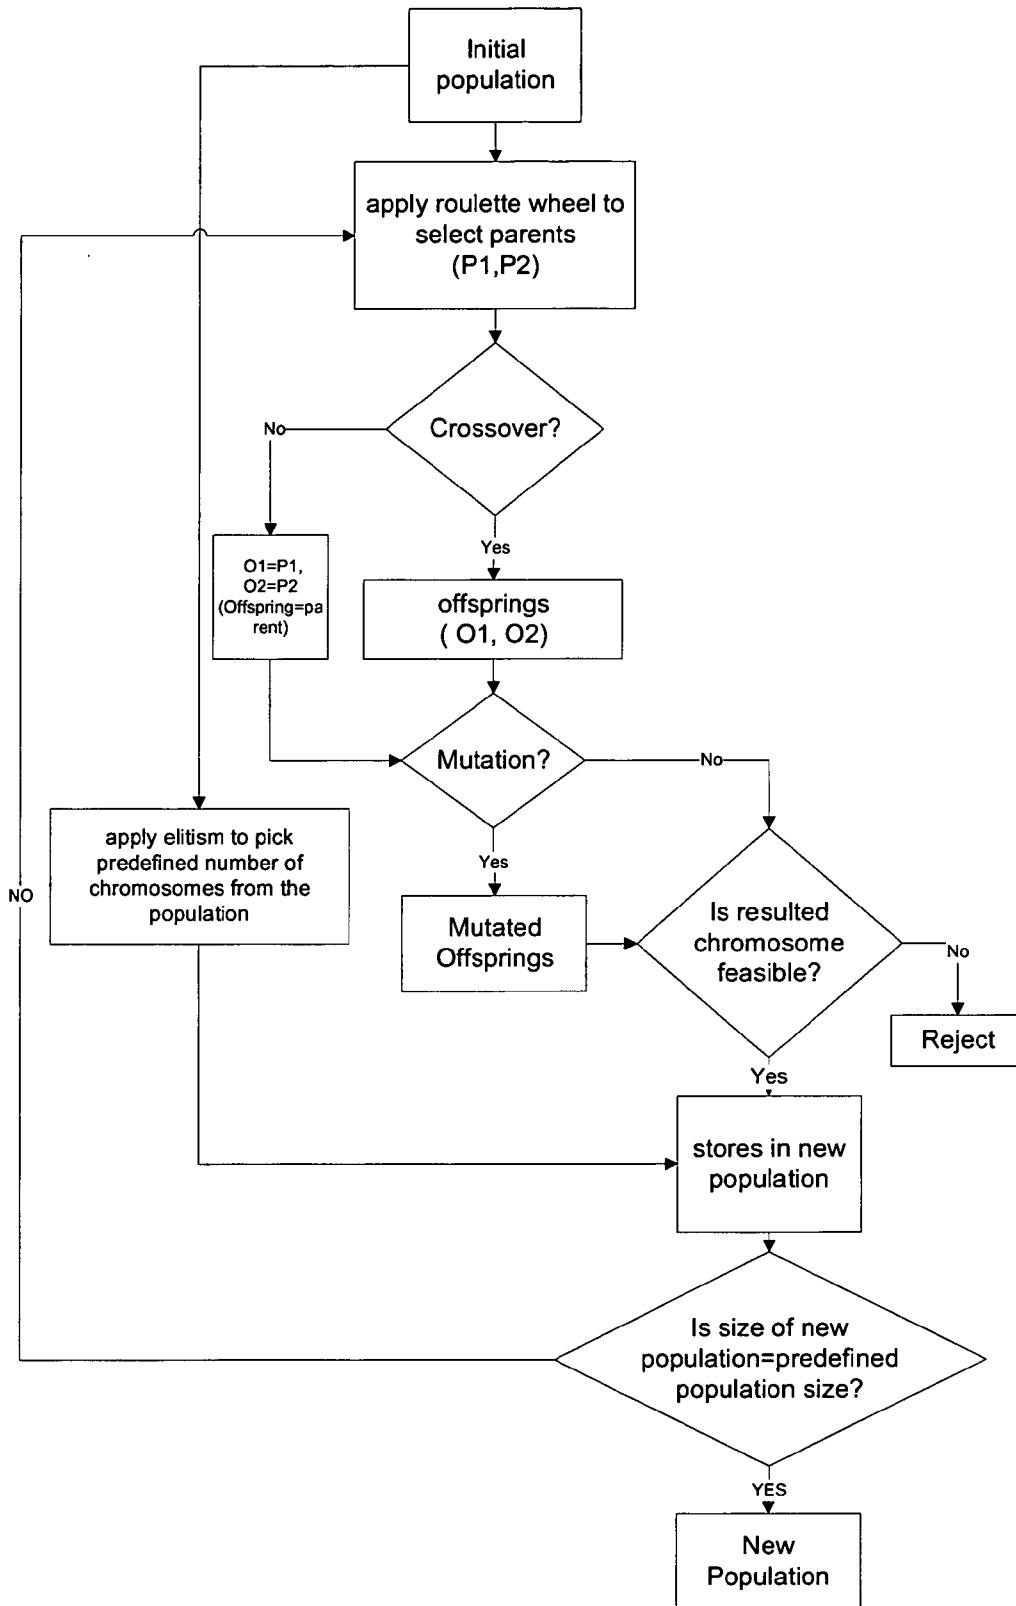 Initial
population
apply roulette wheel to
select parents
(P1,P2)
Crossover?
No
Yes
O1=P1,
O2=P2
(Offspring=pa
rent)
offsprings
( O1, O2)
Mutation?
No
Yes
apply elitism to pick
predefined number of
chromosomes from the
population
NO
Mutated
Offsprings
Is resulted
chromosome
feasible?
No
Reject
Yes
stores in new
population
Is size of new
population=predefined
population size?
YES
New
Population